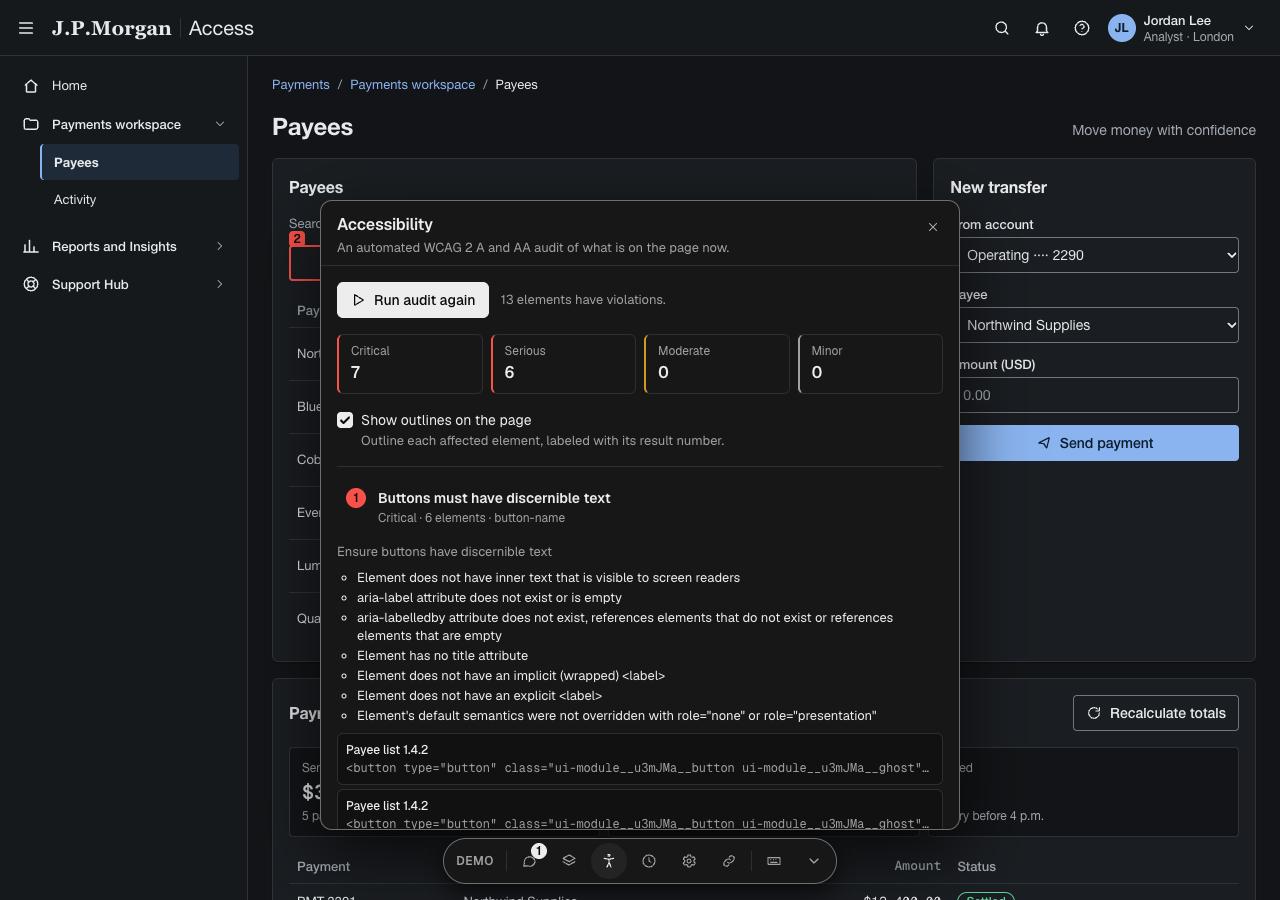 J.P.Morgan Access
JL
Jordan Lee
Analyst · London
Home
Payments workspace
Payees
Activity
Reports and Insights
Support Hub
Payments / Payments workspace / Payees
Payees
Move money with confidence
Payees
2
New transfer
Operating ···· 2290
Northwind Supplies
(USD)
0.00
Send payment
Accessibility
An automated WCAG 2 A and AA audit of what is on the page now.
Run audit again
13 elements have violations.
Critical
7
Serious
6
Moderate
0
Minor
0
Show outlines on the page
Outline each affected element, labeled with its result number.
1
Buttons must have discernible text
Critical · 6 elements · button-name
Ensure buttons have discernible text
Element does not have inner text that is visible to screen readers
aria-label attribute does not exist or is empty
aria-labelledby attribute does not exist, references elements that do not exist or references
elements that are empty
Element has no title attribute
Element does not have an implicit (wrapped) <label>
Element does not have an explicit <label>
Element's default semantics were not overridden with role="none" or role="presentation"
Payee list 1.4.2
<button type="button" class="ui-module__u3mJMa__button ui-module__u3mJMa__ghost"…
Payee list 1.4.2
<button type="button" class="ui-module__u3mJMa__button ui-module__u3mJMa__ghost"…
Recalculate totals
before 4 p.m.
DEMO
1
Payment
Amount
Status